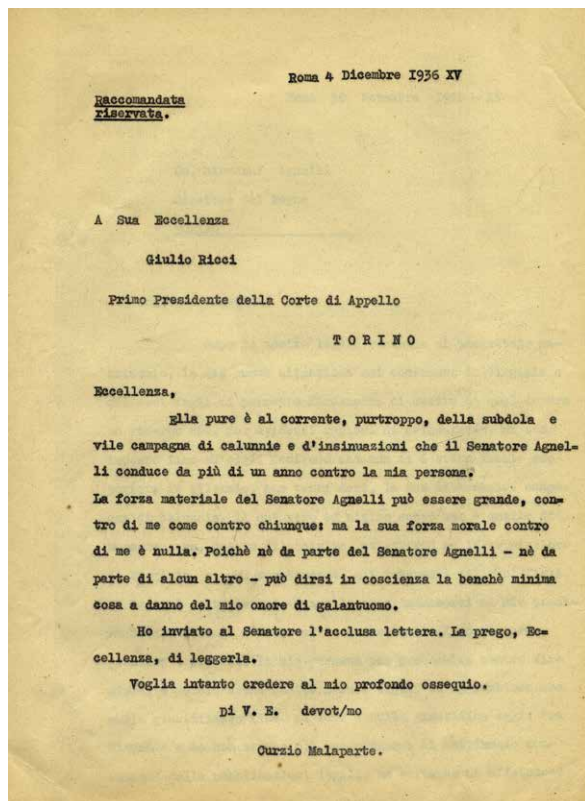 Roma 4 Dicembre 1936 XV
Raccomandata
riservata.
A Sua Eccellenza
Giulio Ricci
Primo Presidente della Corte di Appello
TORINO
Eccellenza,
Ella pure è al corrente, purtroppo, della subdola e
vile campagna di calunnie e d'insinuazioni che il Senatore Agnel=
li conduce da più di un anno contro la mia persona.
La forza materiale del Senatore Agnelli può essere grande, con=
tro di me come contro chiunque: ma la sua forza morale contro
di me è nulla. Poichè nè da parte del Senatore Agnelli - nè da
parte di alcun altro - può dirsi in coscienza la benchè minima
cosa a danno del mio onore di galantuomo.
Ho inviato al Senatore l'acclusa lettera. La prego, Ec=
cellenza, di leggerla.
Voglia intanto credere al mio profondo ossequio.
Di V. E. devot/mo
Curzio Malaparte.